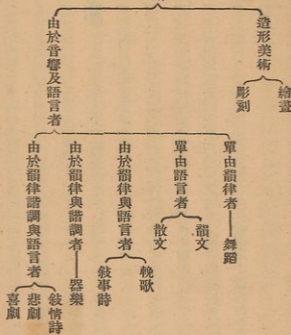 造形美術
繪畫
彫刻
由於音響及語言者
單由韻律者
舞蹈
單由語言者
韻文
散文
由於韻律與語言者
輓歌
敍事詩
由於韻律與諧調者
器樂
由於韻律諧調與語言者
敍情詩
悲劇
喜劇